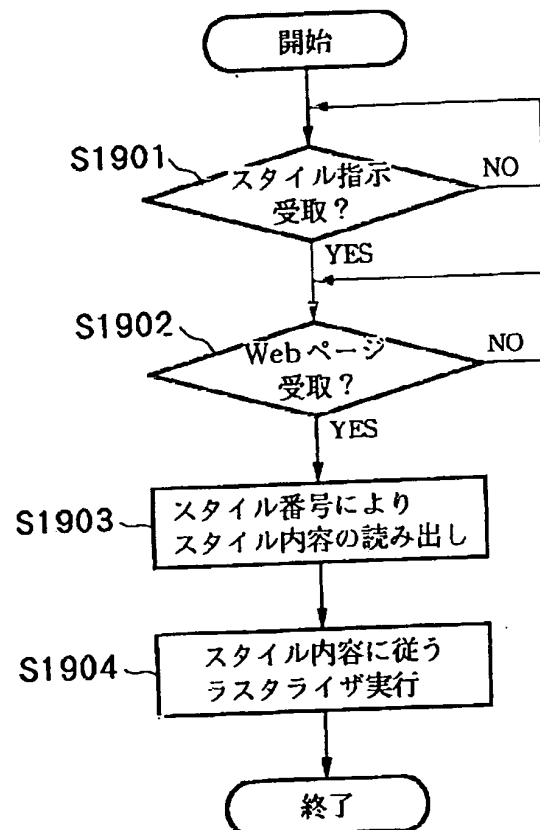 開始
S1901
スタイル指示
受取？
NO
YES
S1902
Webページ
受取？
NO
YES
S1903
スタイル番号により
スタイル内容の読み出し
S1904
スタイル内容に従う
ラスタライザ実行
終了